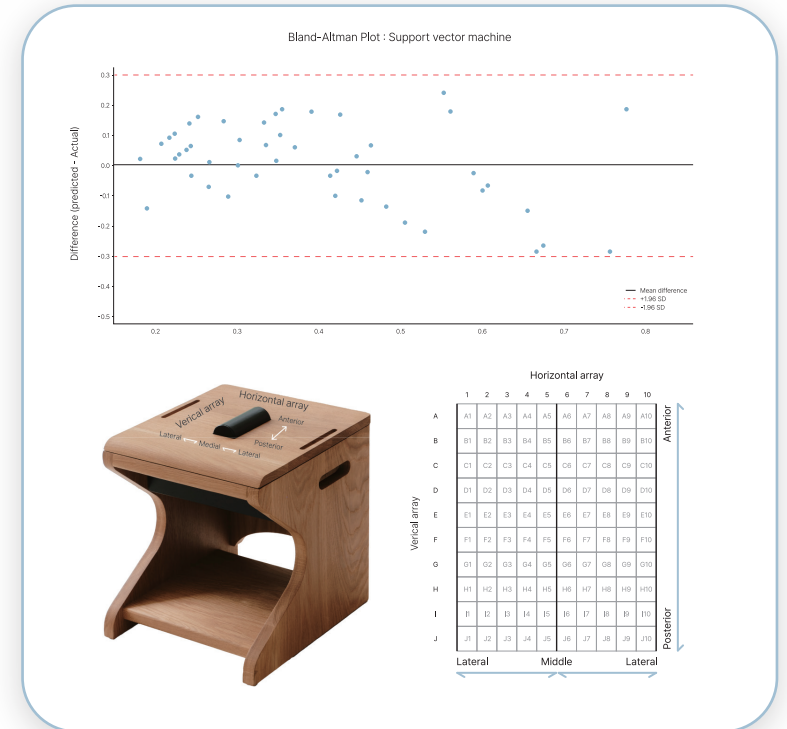 Bland-Altman Plot : Support vector machine
Difference (predicted - Actual)
0.3
0.2
0.1
0.0
-0.1
-0.2
-0.3
-0.4
-0.5
0.2 0.3 0.4 0.5 0.6 0.7 0.8
Mean difference
+1.96 SD
-1.96 SD
Verical array
Horizontal array
Anterior
Posterior
Lateral Medial Lateral
Horizontal array
1 2 3 4 5 6 7 8 9 10
Verical array
A A1 A2 A3 A4 A5 A6 A7 A8 A9 A10
B B1 B2 B3 B4 B5 B6 B7 B8 B9 B10
C C1 C2 C3 C4 C5 C6 C7 C8 C9 C10
D D1 D2 D3 D4 D5 D6 D7 D8 D9 D10
E E1 E2 E3 E4 E5 E6 E7 E8 E9 E10
F F1 F2 F3 F4 F5 F6 F7 F8 F9 F10
G G1 G2 G3 G4 G5 G6 G7 G8 G9 G10
H H1 H2 H3 H4 H5 H6 H7 H8 H9 H10
I I1 I2 I3 I4 I5 I6 I7 I8 I9 I10
J J1 J2 J3 J4 J5 J6 J7 J8 J9 J10
Anterior
Posterior
Lateral Middle Lateral